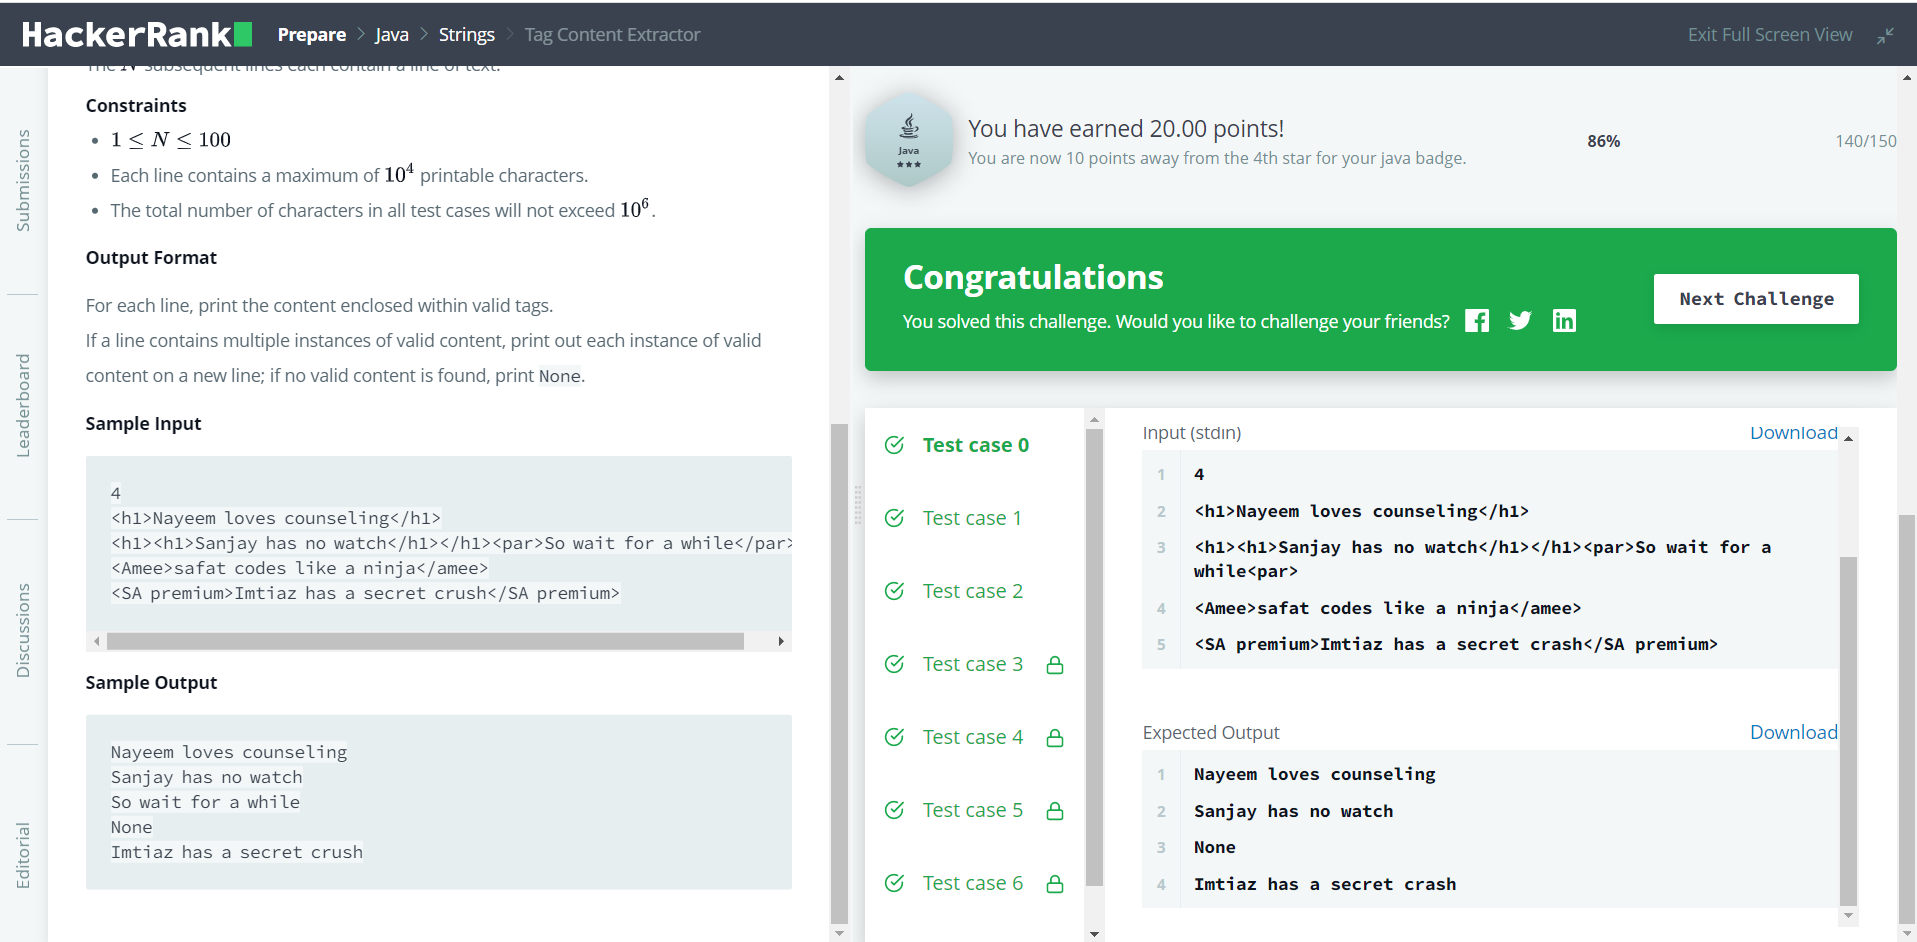 HackerRank
Prepare > Java > Strings > Tag Content Extractor
Exit Full Screen View
Submissions
Leaderboard
Discussions
Editorial
The N subsequent lines each contain a line of text.
Constraints
• 1 ≤ N ≤ 100
• Each line contains a maximum of 10⁴ printable characters.
• The total number of characters in all test cases will not exceed 10⁶.
Output Format
For each line, print the content enclosed within valid tags.
If a line contains multiple instances of valid content, print out each instance of valid
content on a new line; if no valid content is found, print None.
Sample Input
4
<h1>Nayeem loves counseling</h1>
<h1><h1>Sanjay has no watch</h1></h1><par>So wait for a while</par>
<Amee>safat codes like a ninja</amee>
<SA premium>Imtiaz has a secret crush</SA premium>
Sample Output
Nayeem loves counseling
Sanjay has no watch
So wait for a while
None
Imtiaz has a secret crush
Java
★★★
You have earned 20.00 points!
You are now 10 points away from the 4th star for your java badge.
86%
140/150
Congratulations
You solved this challenge. Would you like to challenge your friends?
Next Challenge
Test case 0
Test case 1
Test case 2
Test case 3
Test case 4
Test case 5
Test case 6
Input (stdin)
Download
1 4
2 <h1>Nayeem loves counseling</h1>
3 <h1><h1>Sanjay has no watch</h1></h1><par>So wait for a
while<par>
4 <Amee>safat codes like a ninja</amee>
5 <SA premium>Imtiaz has a secret crash</SA premium>
Expected Output
Download
1 Nayeem loves counseling
2 Sanjay has no watch
3 None
4 Imtiaz has a secret crash